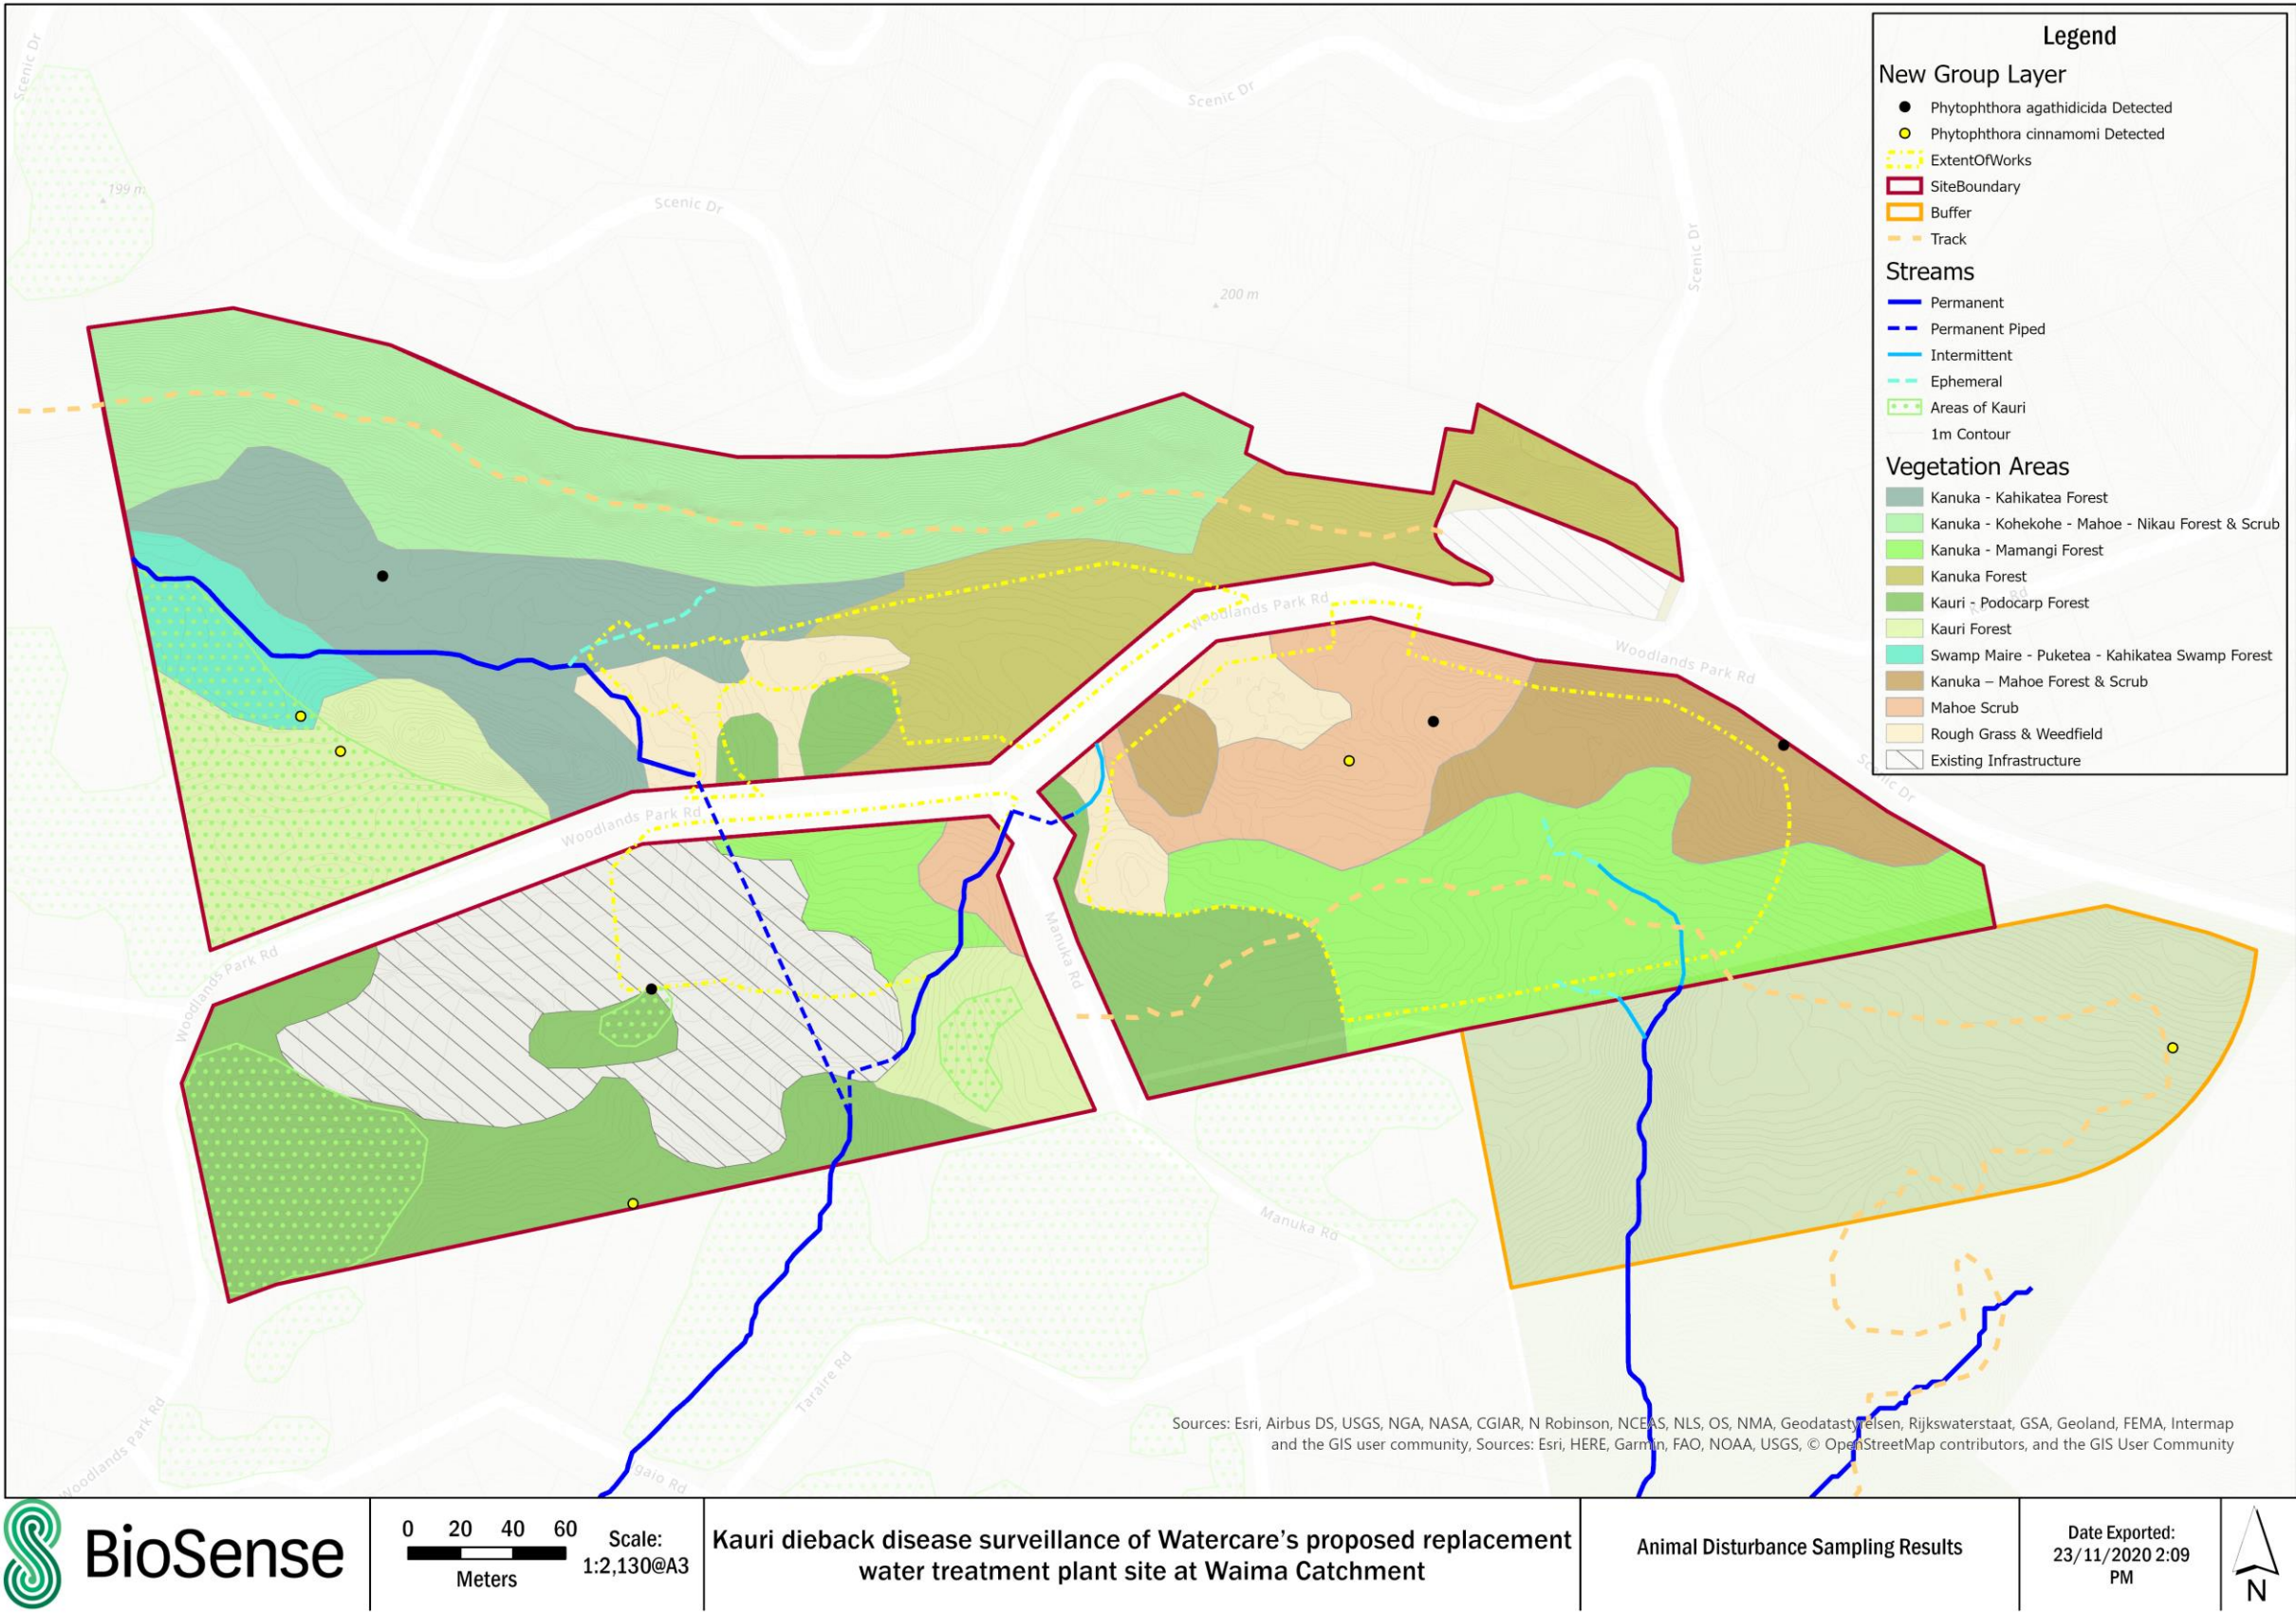 Legend
New Group Layer
Phytophthora agathidicida Detected
Phytophthora cinnamomi Detected
ExtentOfWorks
SiteBoundary
Buffer
Track
Streams
Permanent
Permanent Piped
Intermittent
Ephemeral
Areas of Kauri
1m Contour
Vegetation Areas
Kanuka - Kahikatea Forest
Kanuka - Kohekohe - Mahoe - Nikau Forest & Scrub
Kanuka - Mamangi Forest
Kanuka Forest
Kauri - Podocarp Forest
Kauri Forest
Swamp Maire - Puketea - Kahikatea Swamp Forest
Kanuka – Mahoe Forest & Scrub
Mahoe Scrub
Rough Grass & Weedfield
Existing Infrastructure
Scenic Dr
Scenic Dr
199 m
Scenic Dr
Scenic Dr
200 m
Rd
Woodlands Park Rd
Woodlands Park Rd
Scenic Dr
Woodlands Park Rd
Manuka Rd
Woodlands Park Rd
Manuka Rd
Taraire Rd
Woodlands Park Rd
gaio Rd
Sources: Esri, Airbus DS, USGS, NGA, NASA, CGIAR, N Robinson, NCEAS, NLS, OS, NMA, Geodatastyrelsen, Rijkswaterstaat, GSA, Geoland, FEMA, Intermap
and the GIS user community, Sources: Esri, HERE, Garmin, FAO, NOAA, USGS, © OpenStreetMap contributors, and the GIS User Community
BioSense
0 20 40 60
Meters
Scale:
1:2,130@A3
Kauri dieback disease surveillance of Watercare's proposed replacement
water treatment plant site at Waima Catchment
Animal Disturbance Sampling Results
Date Exported:
23/11/2020 2:09
PM
N